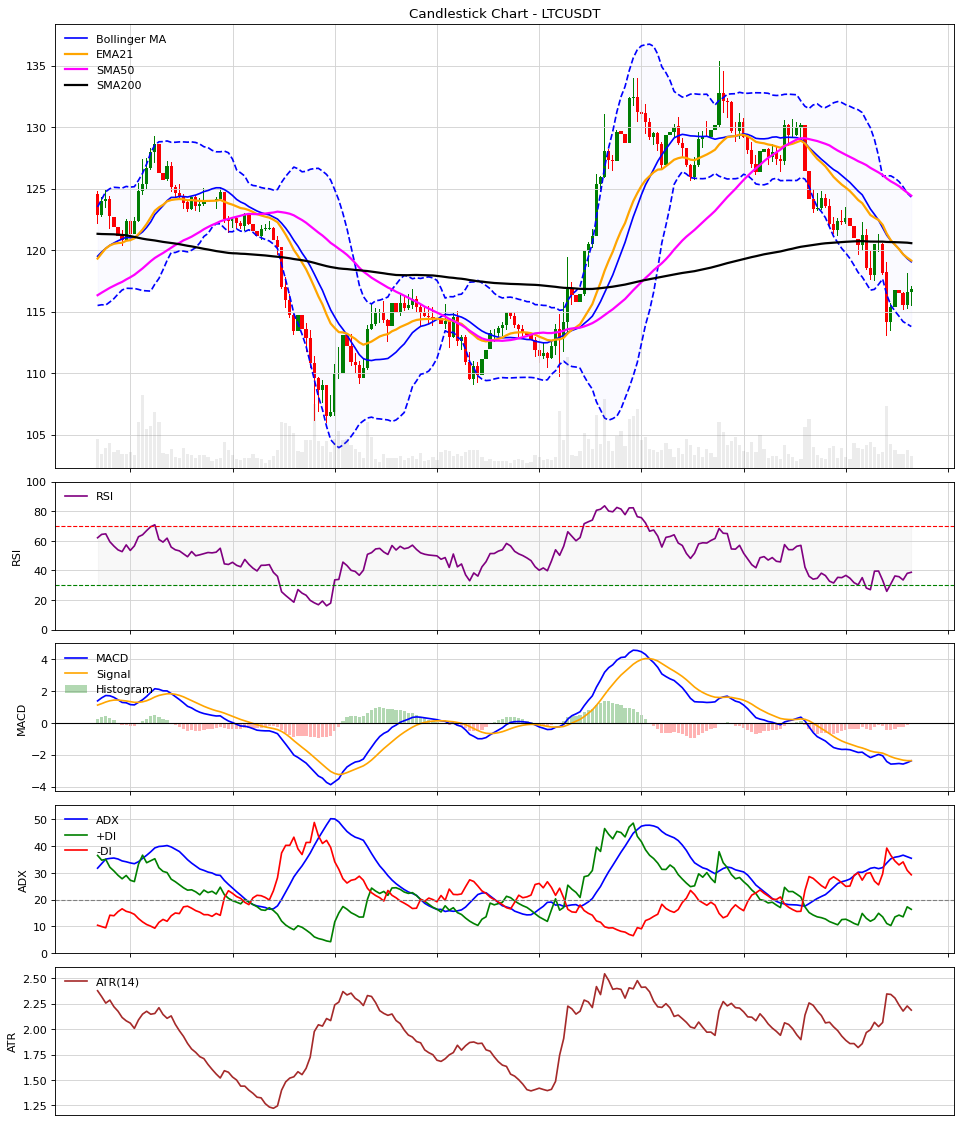 Candlestick Chart - LTCUSDT
Bollinger MA
EMA21
SMA50
SMA200
135
130
125
120
115
110
105
RSI
RSI
100
80
60
40
20
0
MACD
Signal
Histogram
MACD
4
2
0
−2
−4
ADX
+DI
-DI
ADX
50
40
30
20
10
0
ATR(14)
ATR
2.50
2.25
2.00
1.75
1.50
1.25